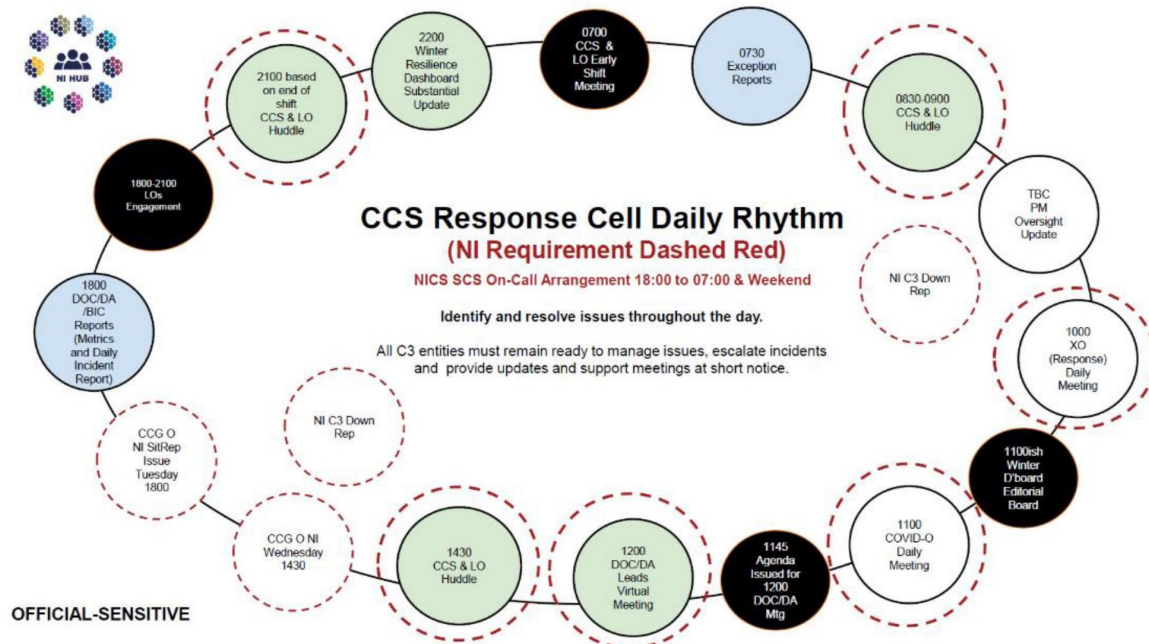 NI HUB
2200
Winter
Resilience
Dashboard
Substantial
Update
0700
CCS &
LO Early
Shift
Meeting
0730
Exception
Reports
0830-0900
CCS & LO
Huddle
TBC
PM
Oversight
Update
1000
XO
(Response)
Daily
Meeting
1100ish
Winter
D'board
Editorial
Board
1100
COVID-O
Daily
Meeting
1145
Agenda
Issued for
1200
DOC/DA
Mtg
1200
DOC/DA
Leads
Virtual
Meeting
1430
CCS & LO
Huddle
CCG O NI
Wednesday
1430
CCG O
NI SitRep
Issue
Tuesday
1800
1800
DOC/DA
/BIC
Reports
(Metrics
and Daily
Incident
Report)
1800-2100
LOs
Engagement
2100 based
on end of
shift
CCS & LO
Huddle
CCS Response Cell Daily Rhythm
(NI Requirement Dashed Red)
NICS SCS On-Call Arrangement 18:00 to 07:00 & Weekend
Identify and resolve issues throughout the day.
All C3 entities must remain ready to manage issues, escalate incidents
and provide updates and support meetings at short notice.
NI C3 Down
Rep
NI C3 Down
Rep
OFFICIAL-SENSITIVE